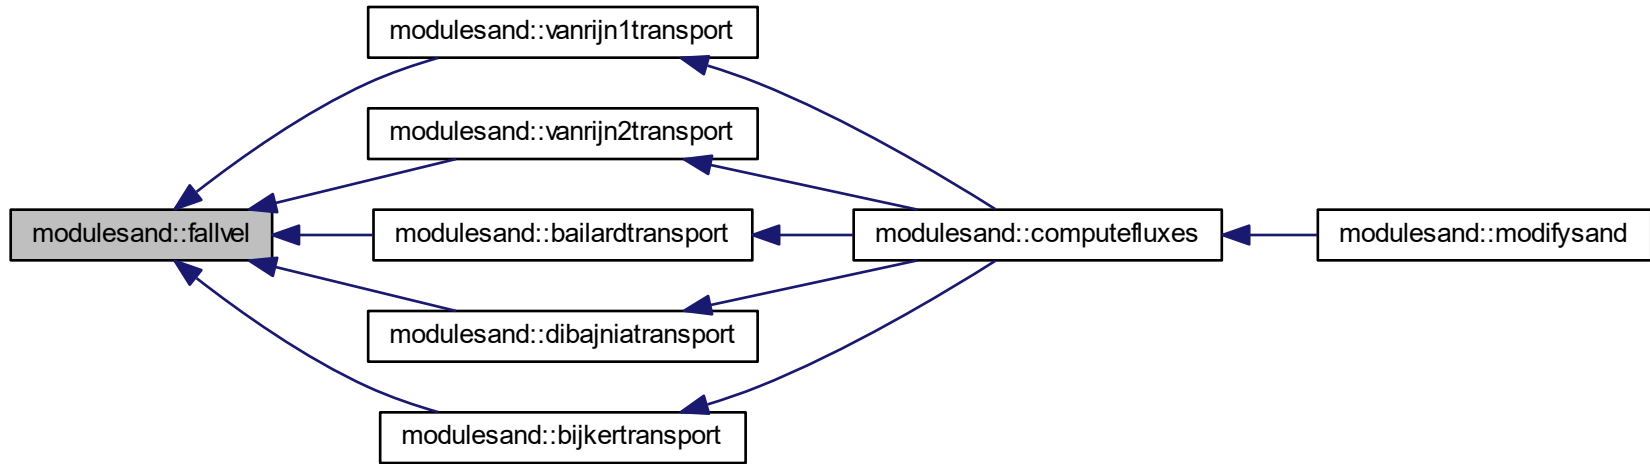 modulesand::vanrijn1transport
modulesand::vanrijn2transport
modulesand::fallvel
modulesand::bailardtransport
modulesand::computefluxes
modulesand::modifysand
modulesand::dibajniatransport
modulesand::bijkertransport